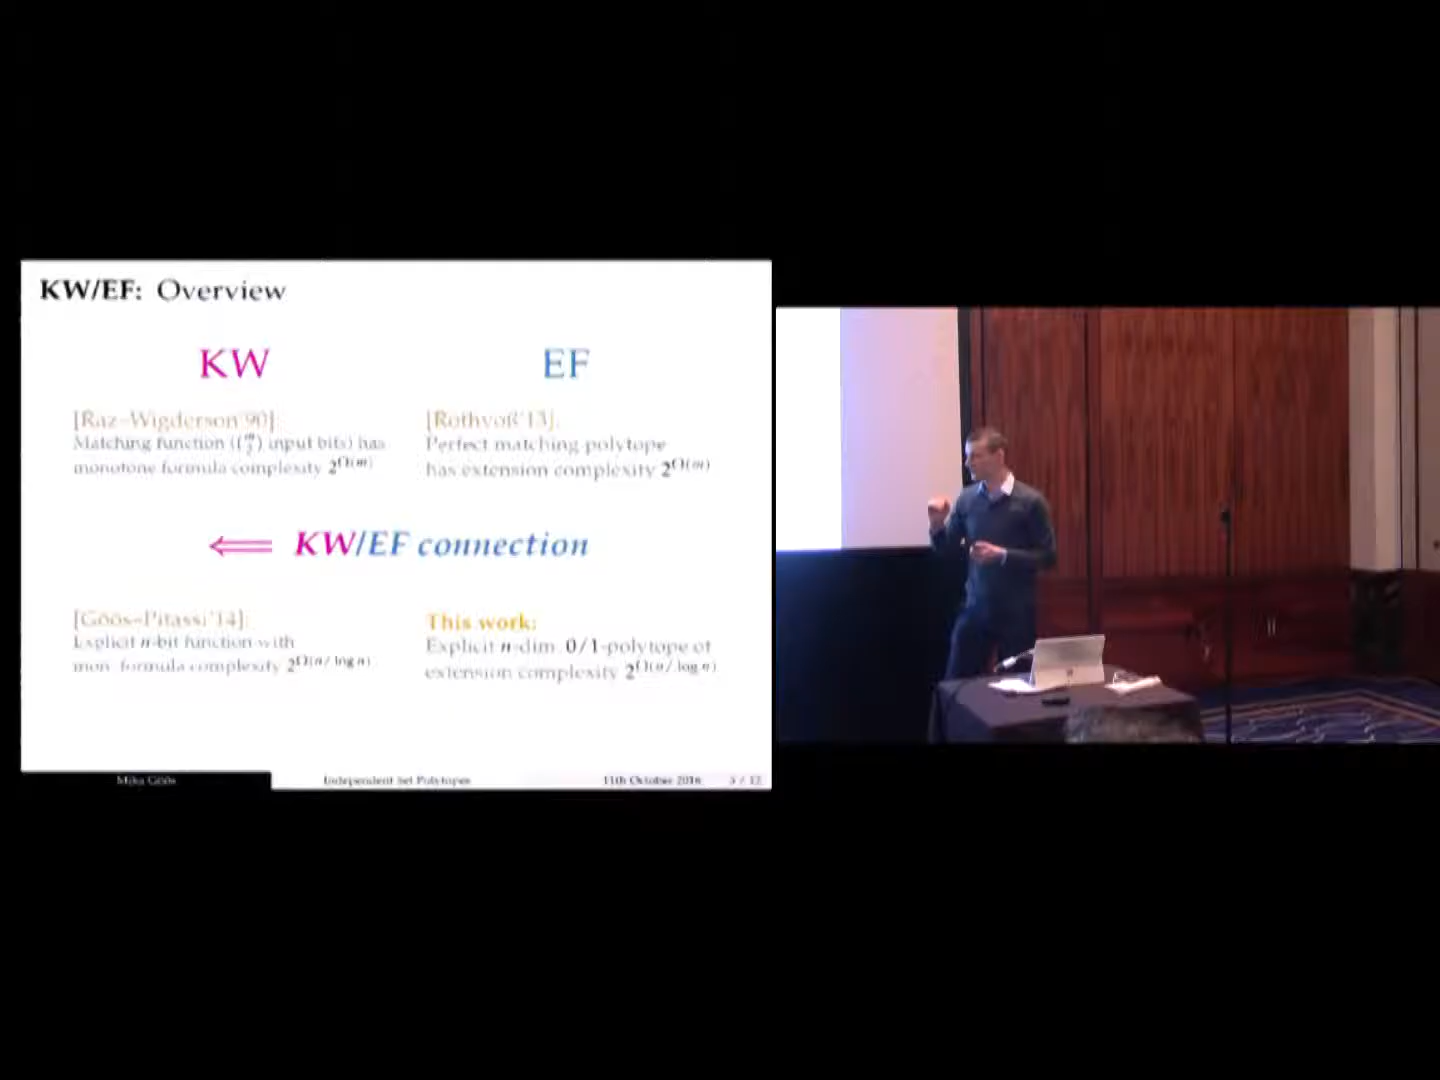 KW/EF: Overview
KW
EF
[Raz–Wigderson'90]:
Matching function ((m 2) input bits) has
monotone formula complexity 2^Ω(m)
[Rothvoß'13]:
Perfect matching polytope
has extension complexity 2^Ω(m)
⟸ KW/EF connection
[Göös–Pitassi'14]:
Explicit n-bit function with
mon. formula complexity 2^Ω(n/ log n)
This work:
Explicit n-dim. 0/1-polytope of
extension complexity 2^Ω(n/ log n)
Mika Göös
Independent Set Polytopes
11th October 2016
/ 12